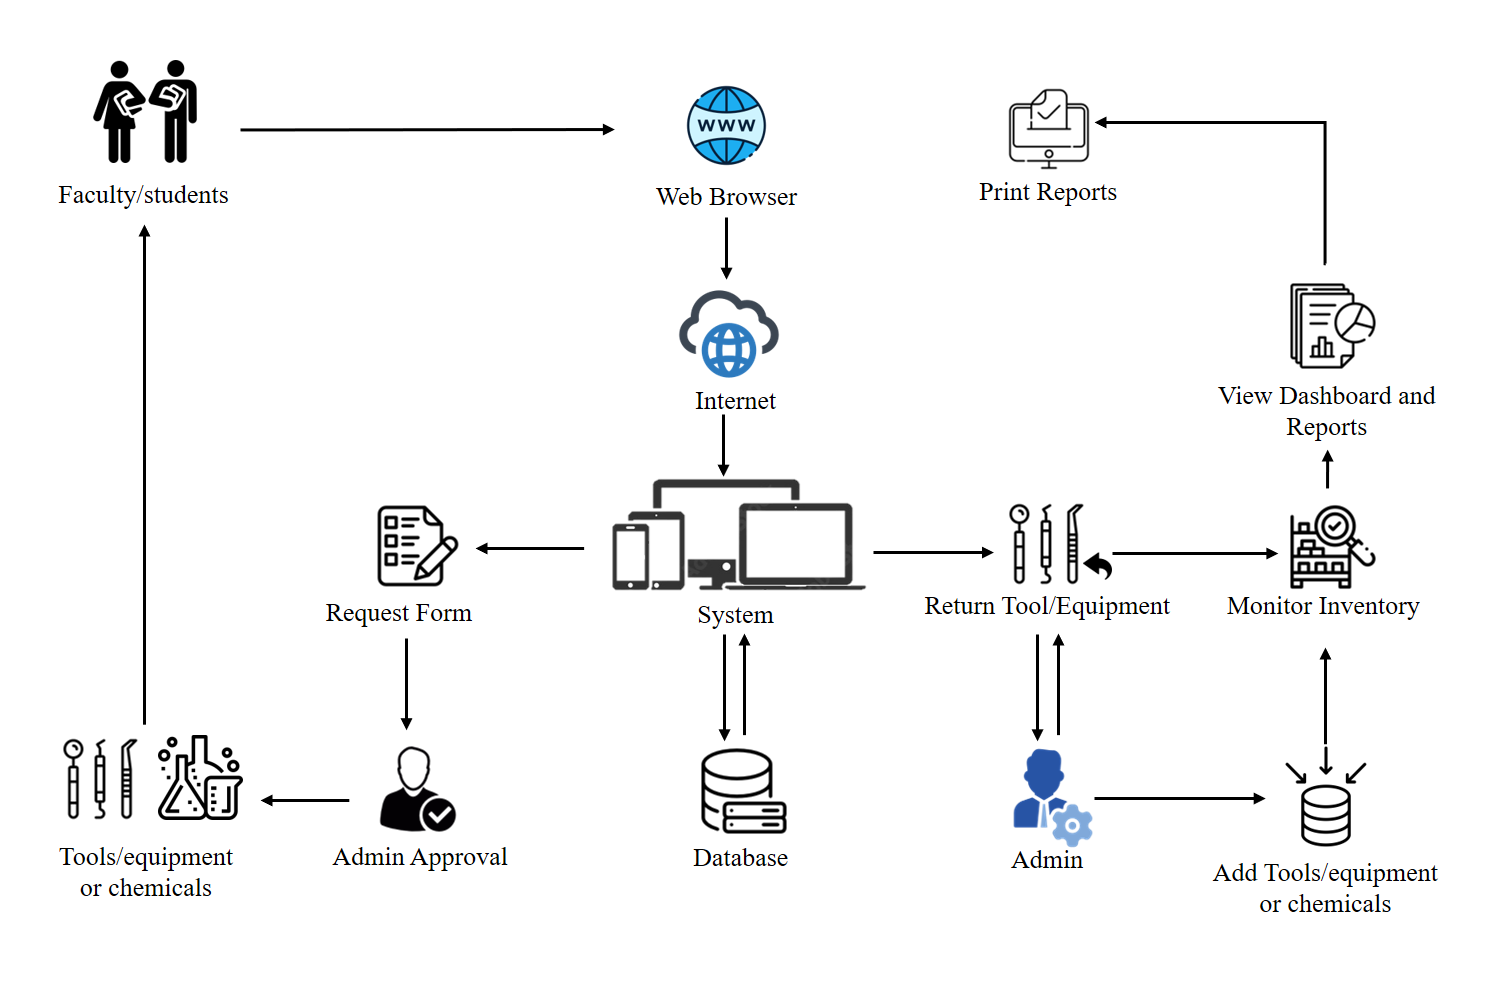 Faculty/students
WWW
Web Browser
Print Reports
Internet
View Dashboard and
Reports
Request Form
System
Return Tool/Equipment
Monitor Inventory
Tools/equipment
or chemicals
Admin Approval
Database
Admin
Add Tools/equipment
or chemicals